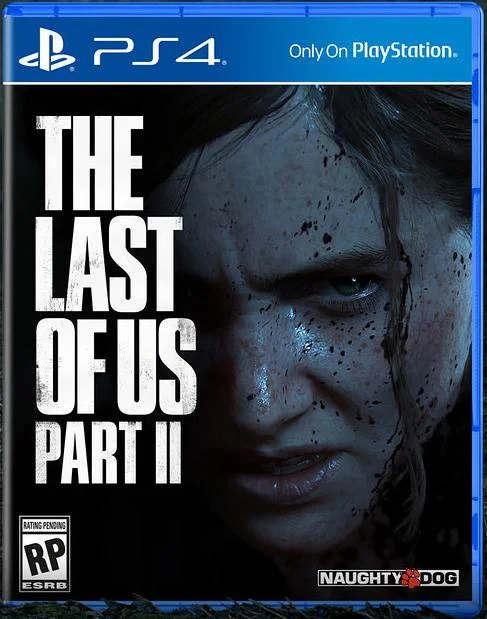 PS4
Only On PlayStation.
THE
LAST
OF US
PART II
RATING PENDING
RP
ESRB
NAUGHTY DOG